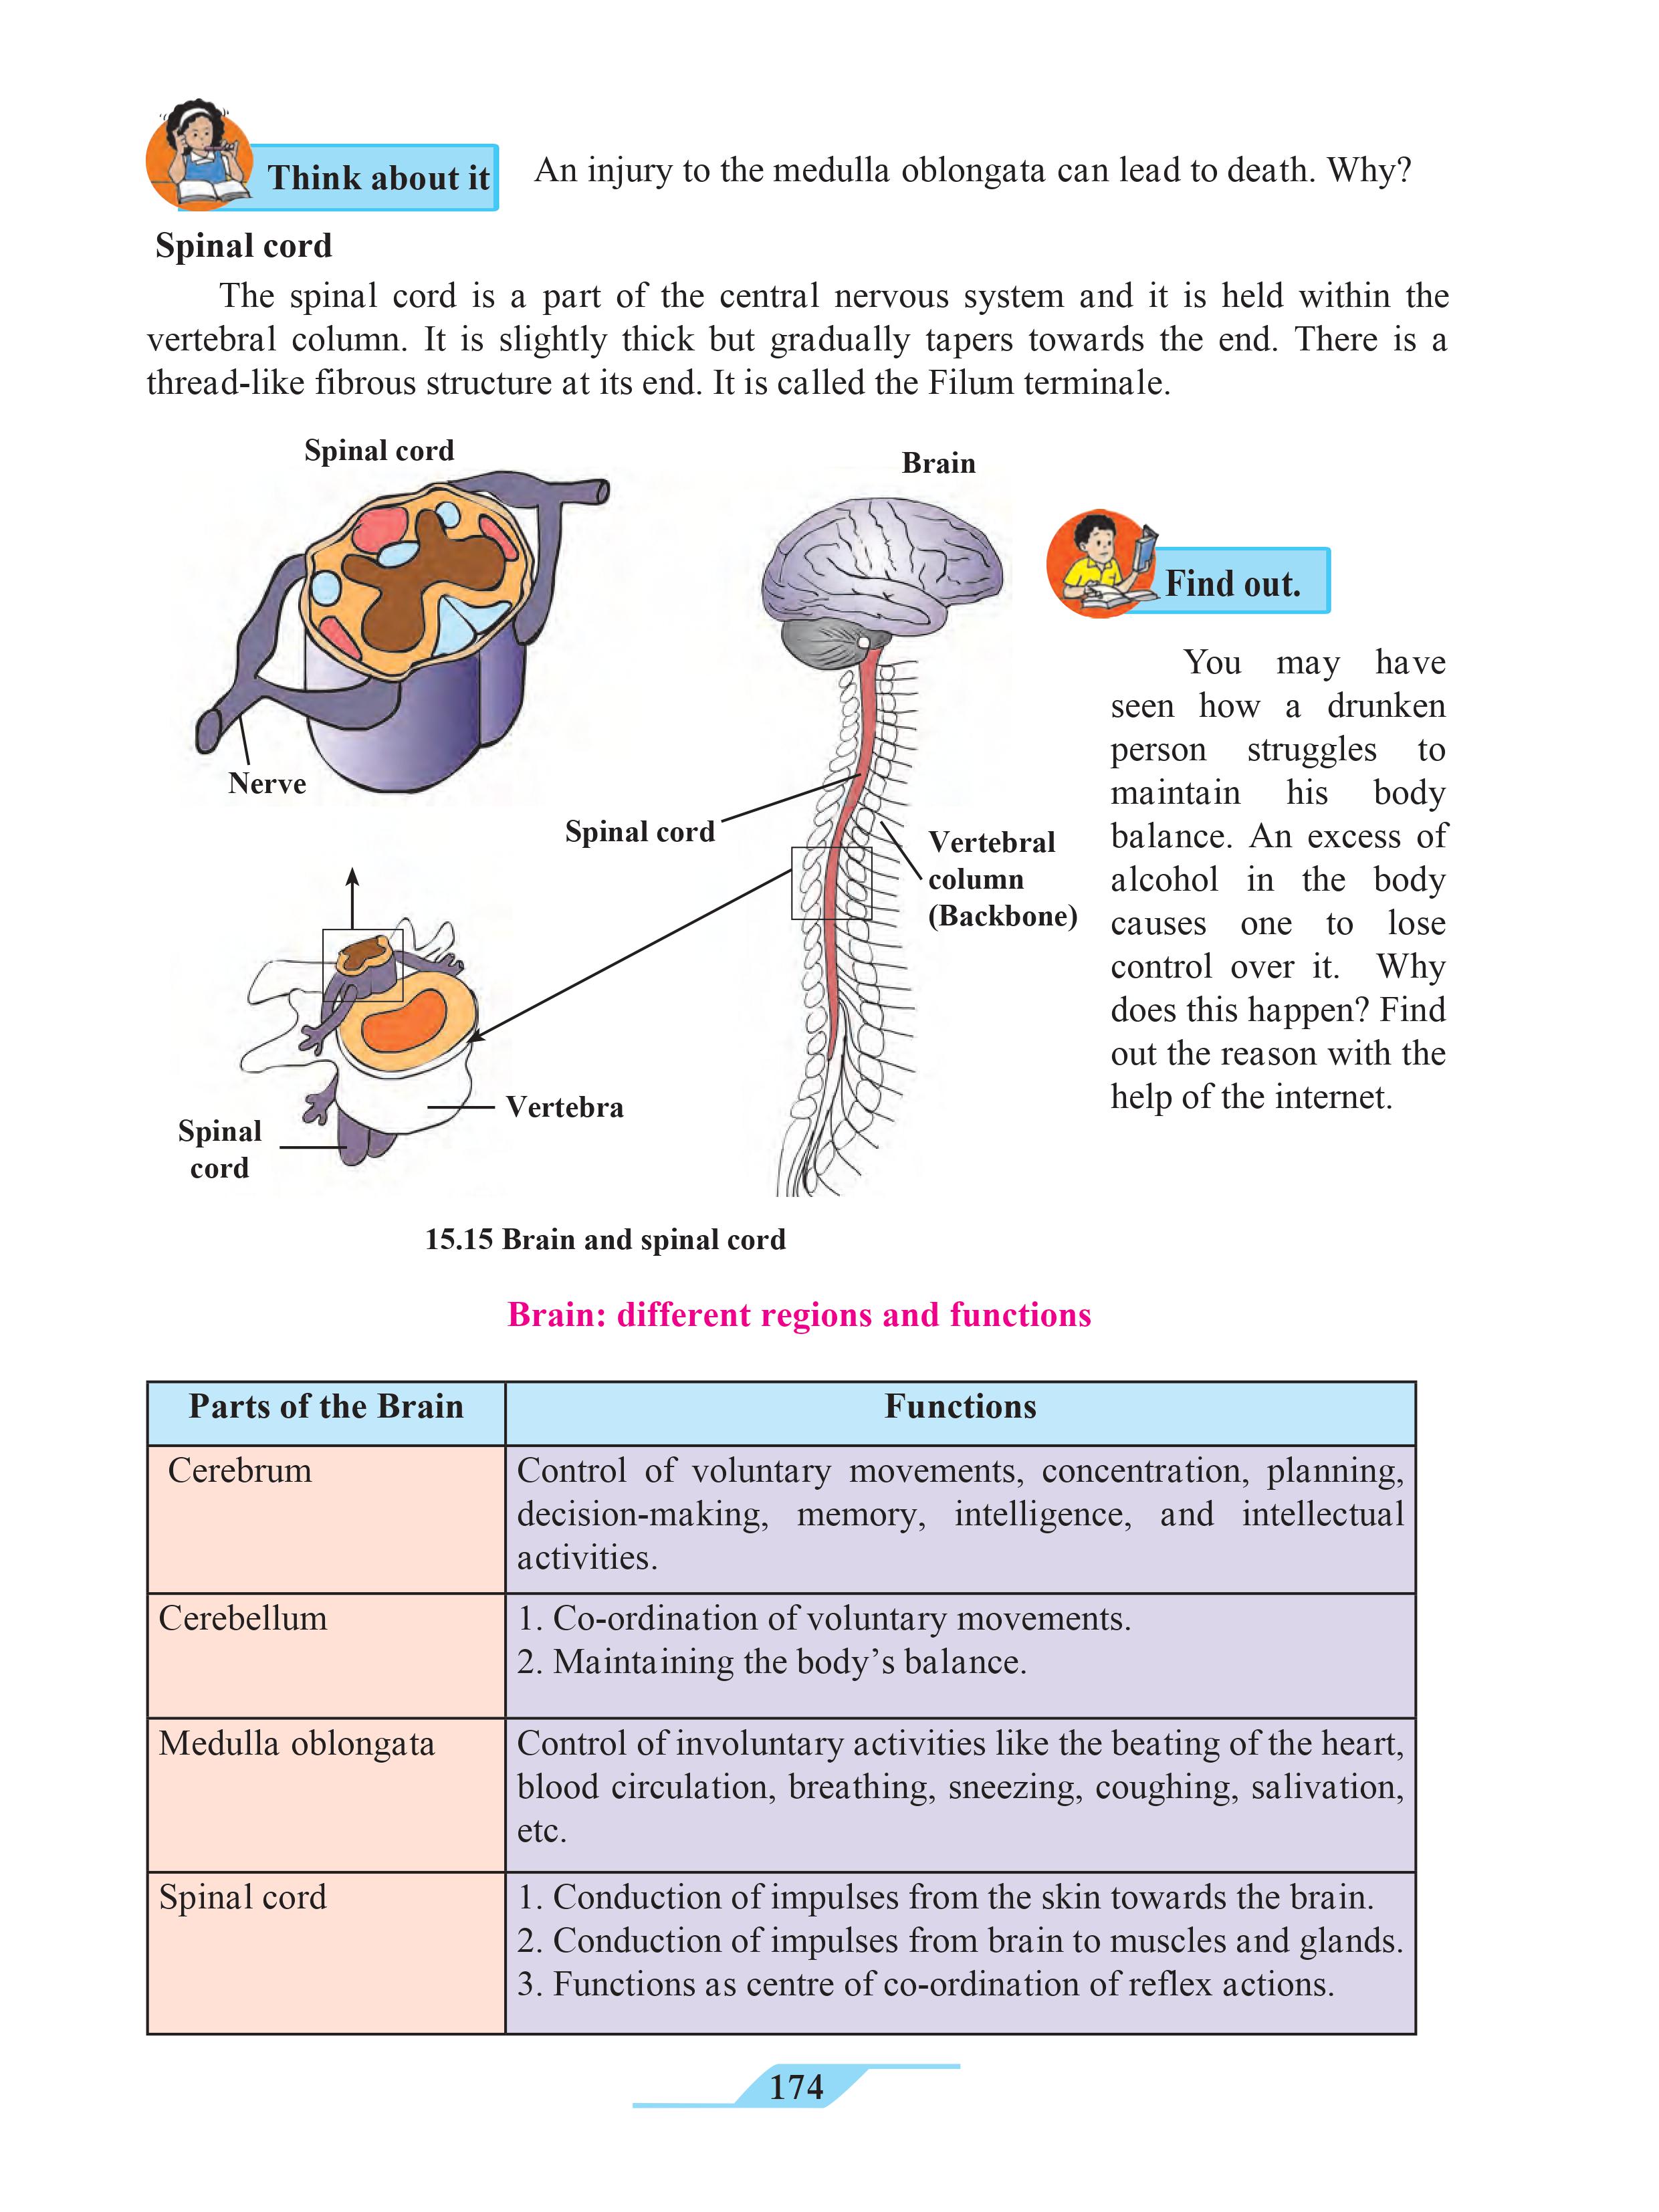 Think about it
An injury to the medulla oblongata can lead to death. Why?
Spinal cord
The spinal cord is a part of the central nervous system and it is held within the
vertebral column. It is slightly thick but gradually tapers towards the end. There is a
thread-like fibrous structure at its end. It is called the Filum terminale.
Spinal cord
Brain
Nerve
Spinal cord
Vertebral
column
(Backbone)
Vertebra
Spinal
cord
15.15 Brain and spinal cord
Find out.
You may have
seen how a drunken
person struggles to
maintain his body
balance. An excess of
alcohol in the body
causes one to lose
control over it. Why
does this happen? Find
out the reason with the
help of the internet.
Brain: different regions and functions
Parts of the Brain
Functions
Cerebrum
Control of voluntary movements, concentration, planning,
decision-making, memory, intelligence, and intellectual
activities.
Cerebellum
1. Co-ordination of voluntary movements.
2. Maintaining the body’s balance.
Medulla oblongata
Control of involuntary activities like the beating of the heart,
blood circulation, breathing, sneezing, coughing, salivation,
etc.
Spinal cord
1. Conduction of impulses from the skin towards the brain.
2. Conduction of impulses from brain to muscles and glands.
3. Functions as centre of co-ordination of reflex actions.
174